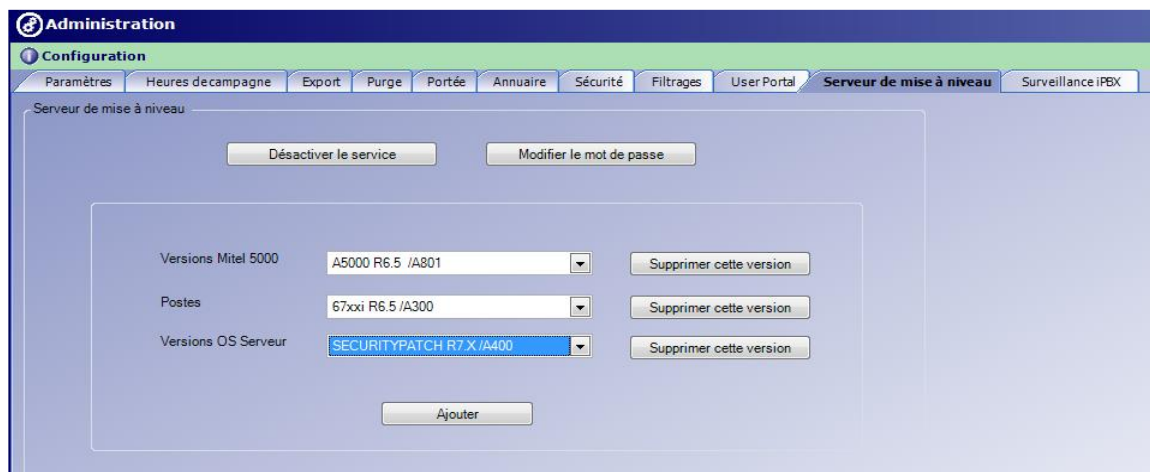 Administration
Configuration
Paramètres Heures de campagne Export Purge Portée Annuaire Sécurité Filtrages User Portal Serveur de mise à niveau Surveillance iPBX
Serveur de mise à niveau
Désactiver le service Modifier le mot de passe
Versions Mitel 5000 A5000 R6.5 /A801 Supprimer cette version
Postes 67xxi R6.5 /A300 Supprimer cette version
Versions OS Serveur SECURITYPATCH R7.X /A400 Supprimer cette version
Ajouter